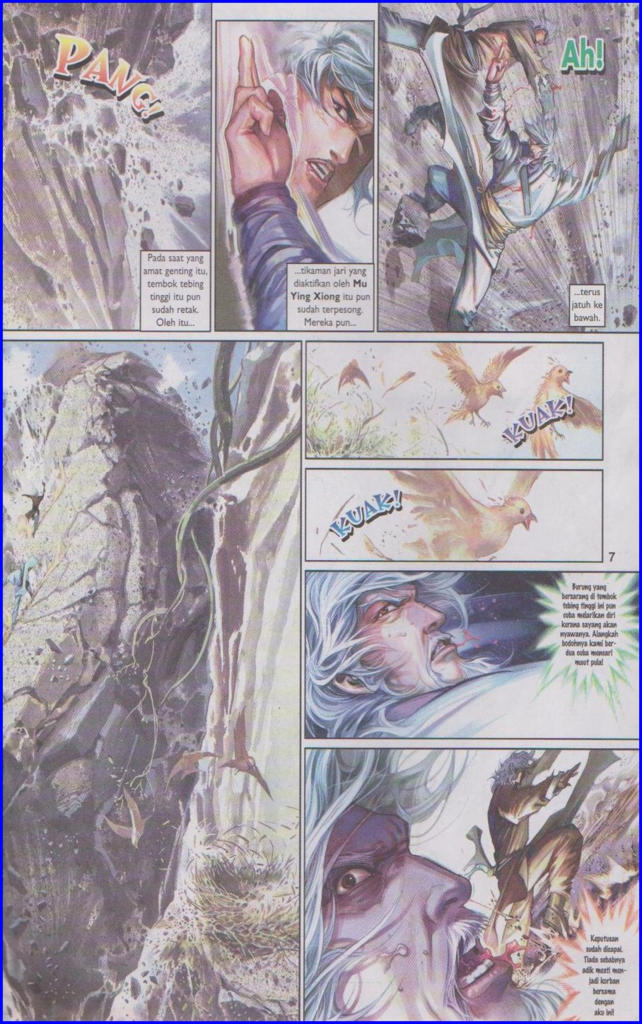 PANG!
Pada saat yang
amat genting itu,
tembok tebing
tinggi itu pun
sudah retak.
Oleh itu...
...tikaman jari yang
diaktifkan oleh Mu
Ying Xiong itu pun
sudah terpesong.
Mereka pun...
Ah!
...terus
jatuh ke
bawah.
KUAK!
KUAK!
7
Burung yang
bersarang di tembok
tebing tinggi ini pun
cuba melarikan diri
kerana sayang akan
nyawanya. Alangkah
bodohnya kami ber-
dua cuba mencari
maut pula!
Keputusan
sudah dicapai.
Tiada sebabnya
adik mesti men-
jadi korban
bersama
dengan
aku ini!